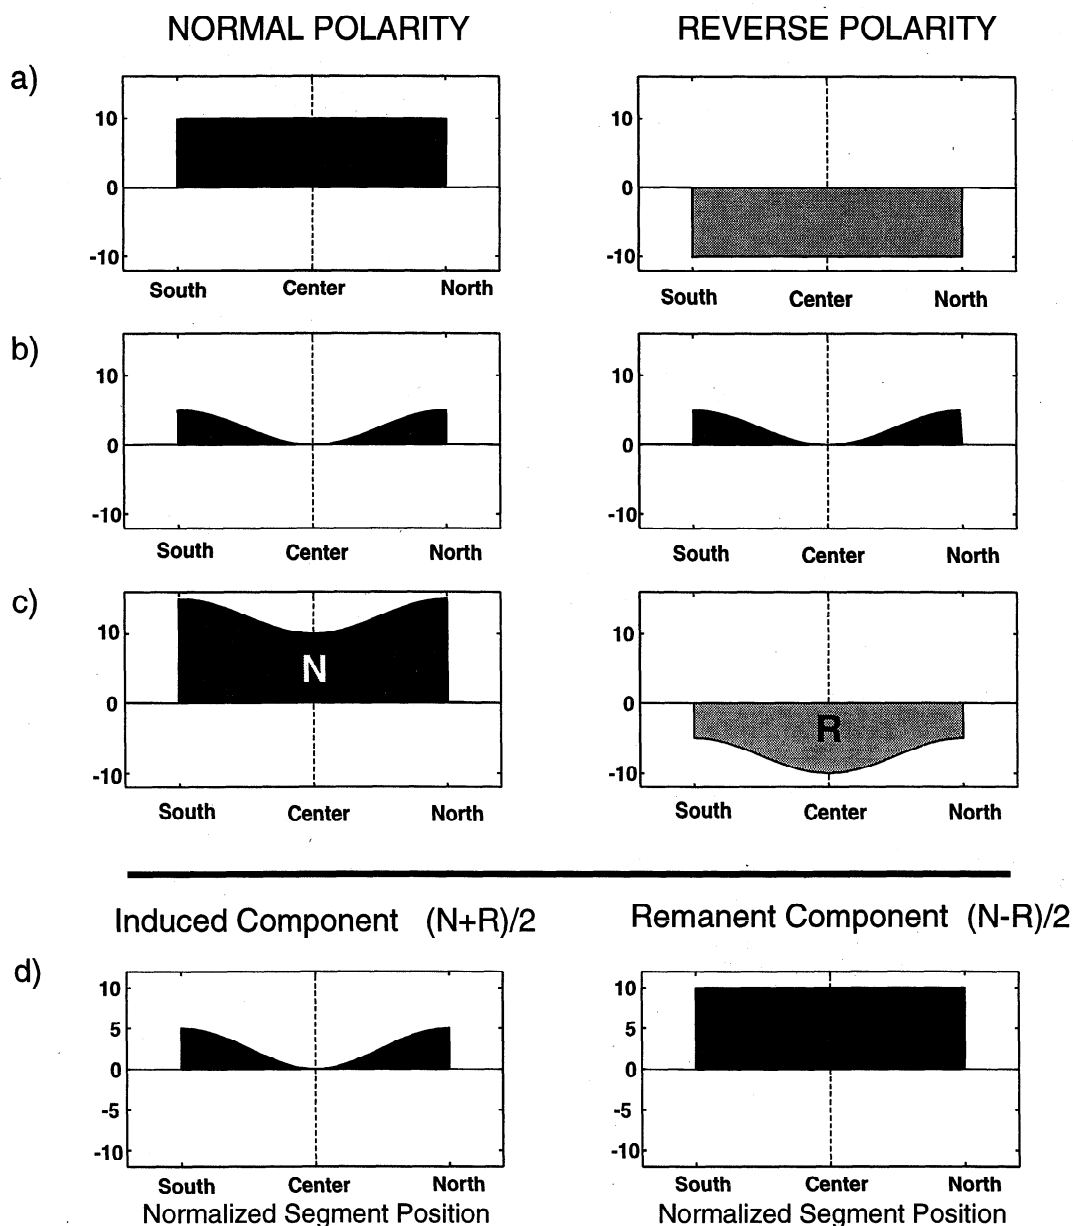 NORMAL POLARITY REVERSE POLARITY
a)
10 10
0 0
-10 -10
South Center North South Center North
b)
10 10
0 0
-10 -10
South Center North South Center North
c)
10 10
N R
0 0
-10 -10
South Center North South Center North
Induced Component (N+R)/2 Remanent Component (N-R)/2
d)
10 10
5 5
0 0
-5 -5
-10 -10
South Center North South Center North
Normalized Segment Position Normalized Segment Position